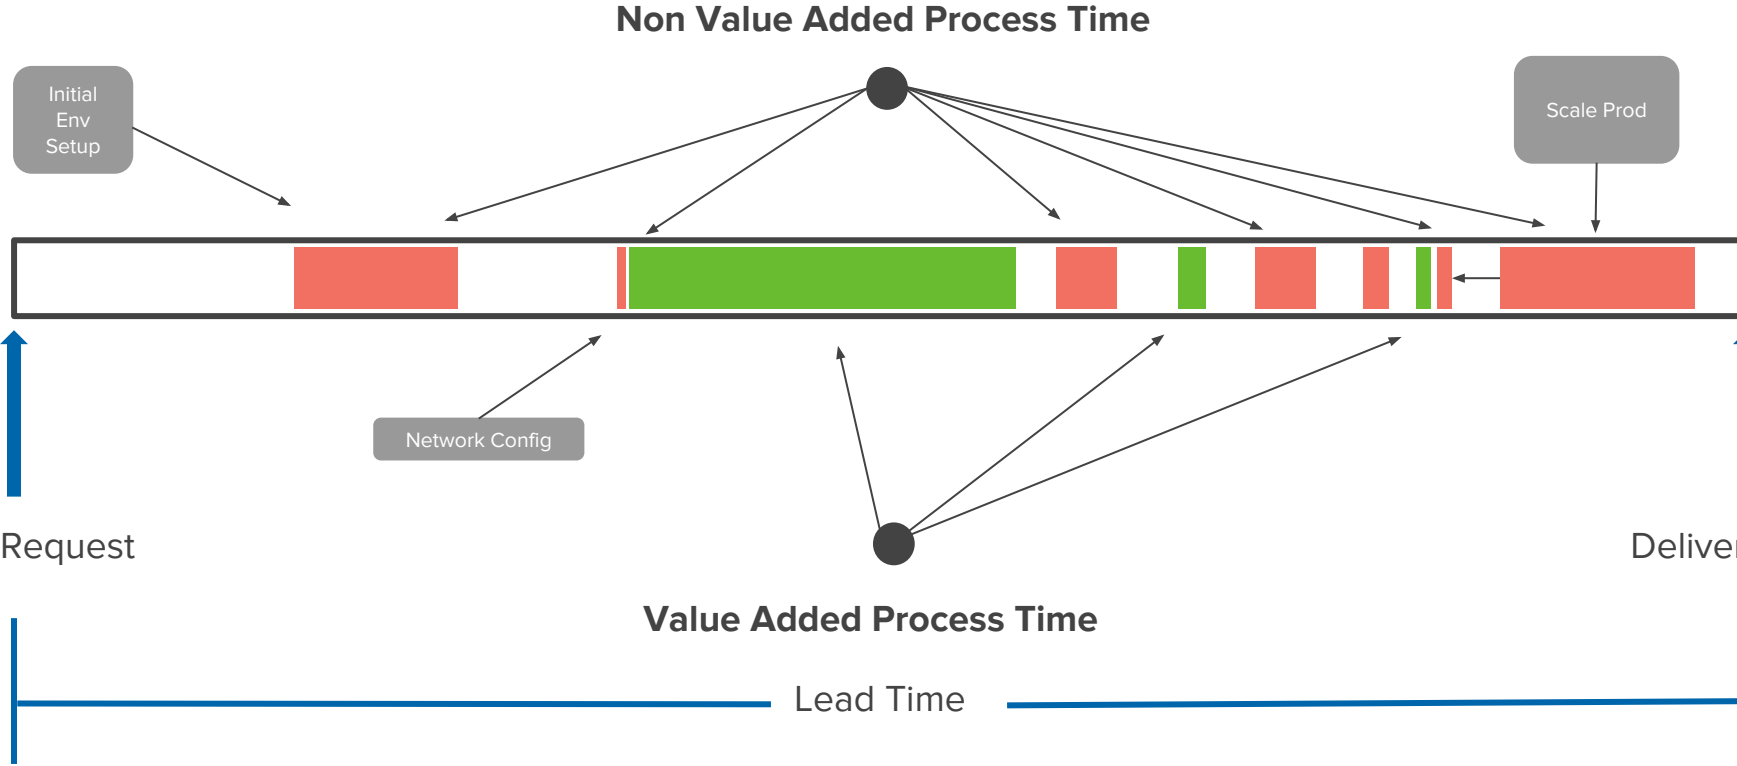 Non Value Added Process Time
Initial
Env
Setup
Scale Prod
Network Config
Request
Deliver
Value Added Process Time
Lead Time